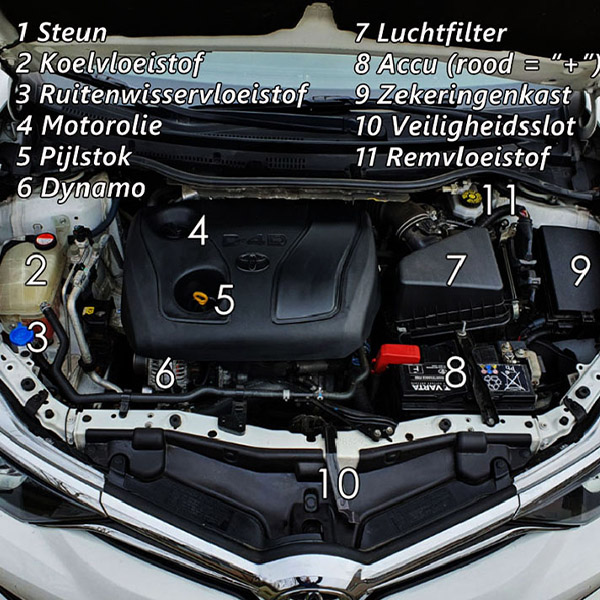 1 Steun
2 Koelvloeistof
3 Ruitenwisservloeistof
4 Motorolie
5 Pijlstok
6 Dynamo
7 Luchtfilter
8 Accu (rood = "+")
9 Zekeringenkast
10 Veiligheidsslot
11 Remvloeistof
11
4
D-4D
2
7
9
5
3
6
8
VARTA
10